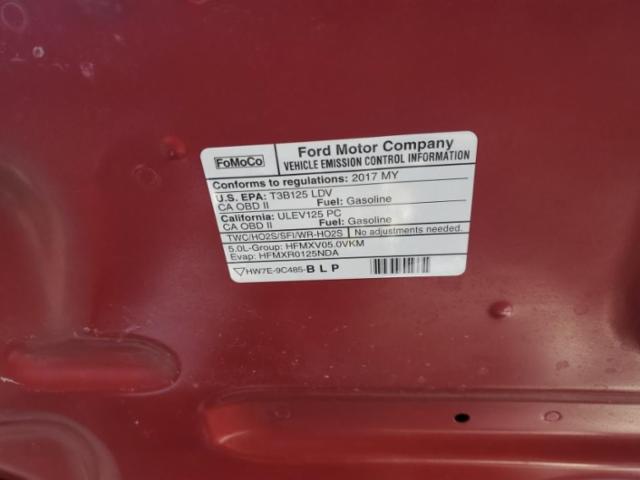 FoMoCo
Ford Motor Company
VEHICLE EMISSION CONTROL INFORMATION
Conforms to regulations: 2017 MY
U.S. EPA: T3B125 LDV
CA OBD II Fuel: Gasoline
California: ULEV125 PC
CA OBD II Fuel: Gasoline
TWC/HO2S/SFI/WR-HO2S No adjustments needed.
5.0L-Group: HFMXV05.0VKM
Evap: HFMXR0125NDA
HW7E-9C485-BLP